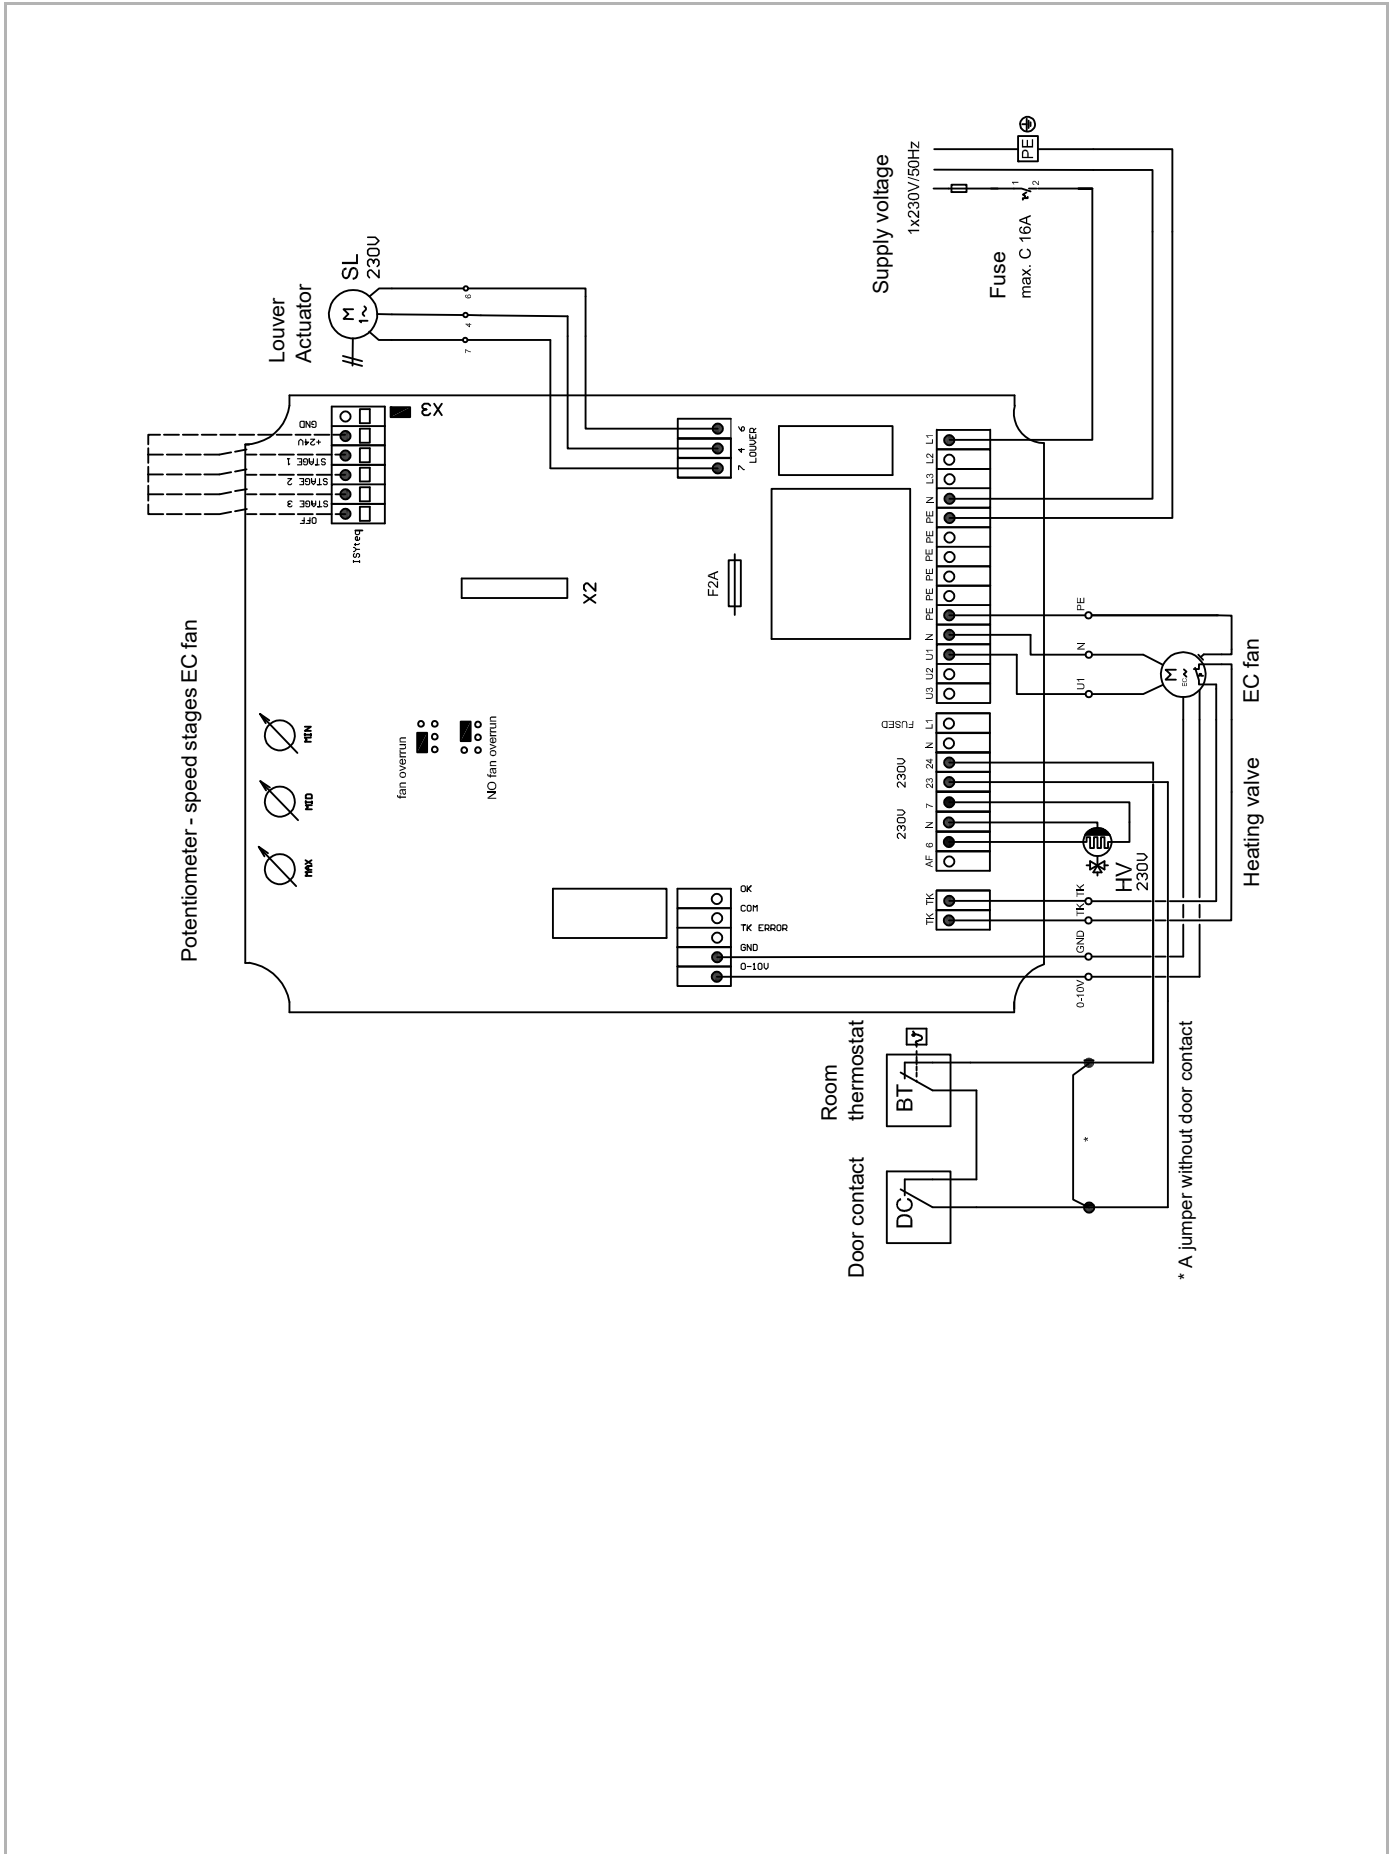 Potentiometer - speed stages EC fan
MAX
MID
MIN
fan overrun
NO fan overrun
ISYteq
OFF
STAGE 3
STAGE 2
STAGE 1
+24V
GND
X3
X2
Louver
Actuator
SL
230V
M
1~
7
4
6
7
4
6
LOUVER
F2A
OK
COM
TK ERROR
GND
0-10V
Supply voltage
1x230V/50Hz
Fuse
max. C 16A
1
2
PE
L1
L2
L3
N
PE
PE
PE
PE
PE
PE
N
U1
U2
U3
FUSED
L1
N
24
23
7
N
6
AF
230V
230V
TK
TK
PE
N
U1
M
EC
EC fan
HV
230V
Heating valve
TK
TK
GND
0-10V
Room
thermostat
BT
Door contact
DC
*
* A jumper without door contact